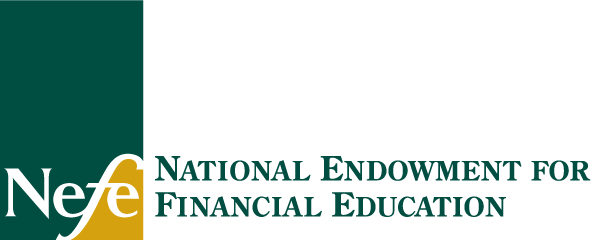 Nefe
NATIONAL ENDOWMENT FOR
FINANCIAL EDUCATION